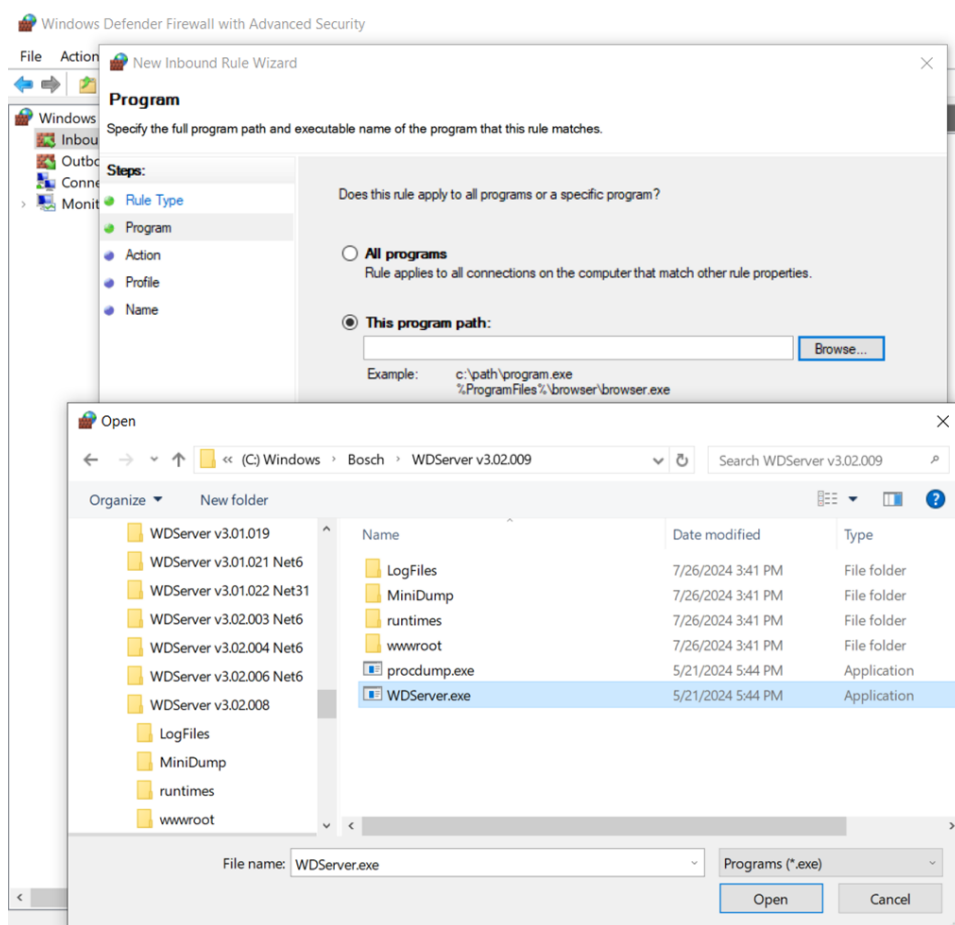 Windows Defender Firewall with Advanced Security
File Action
New Inbound Rule Wizard
Program
Specify the full program path and executable name of the program that this rule matches.
Windows
Inbou
Outbo
Conne
Monit
Steps:
Rule Type
Program
Action
Profile
Name
Does this rule apply to all programs or a specific program?
All programs
Rule applies to all connections on the computer that match other rule properties.
This program path:
Browse...
Example: c:\path\program.exe
%ProgramFiles%\browser\browser.exe
Open
« (C:) Windows › Bosch › WDServer v3.02.009
Search WDServer v3.02.009
Organize New folder
WDServer v3.01.019
WDServer v3.01.021 Net6
WDServer v3.01.022 Net31
WDServer v3.02.003 Net6
WDServer v3.02.004 Net6
WDServer v3.02.006 Net6
WDServer v3.02.008
LogFiles
MiniDump
runtimes
wwwroot
Name Date modified Type
LogFiles 7/26/2024 3:41 PM File folder
MiniDump 7/26/2024 3:41 PM File folder
runtimes 7/26/2024 3:41 PM File folder
wwwroot 7/26/2024 3:41 PM File folder
procdump.exe 5/21/2024 5:44 PM Application
WDServer.exe 5/21/2024 5:44 PM Application
File name: WDServer.exe Programs (*.exe)
Open Cancel